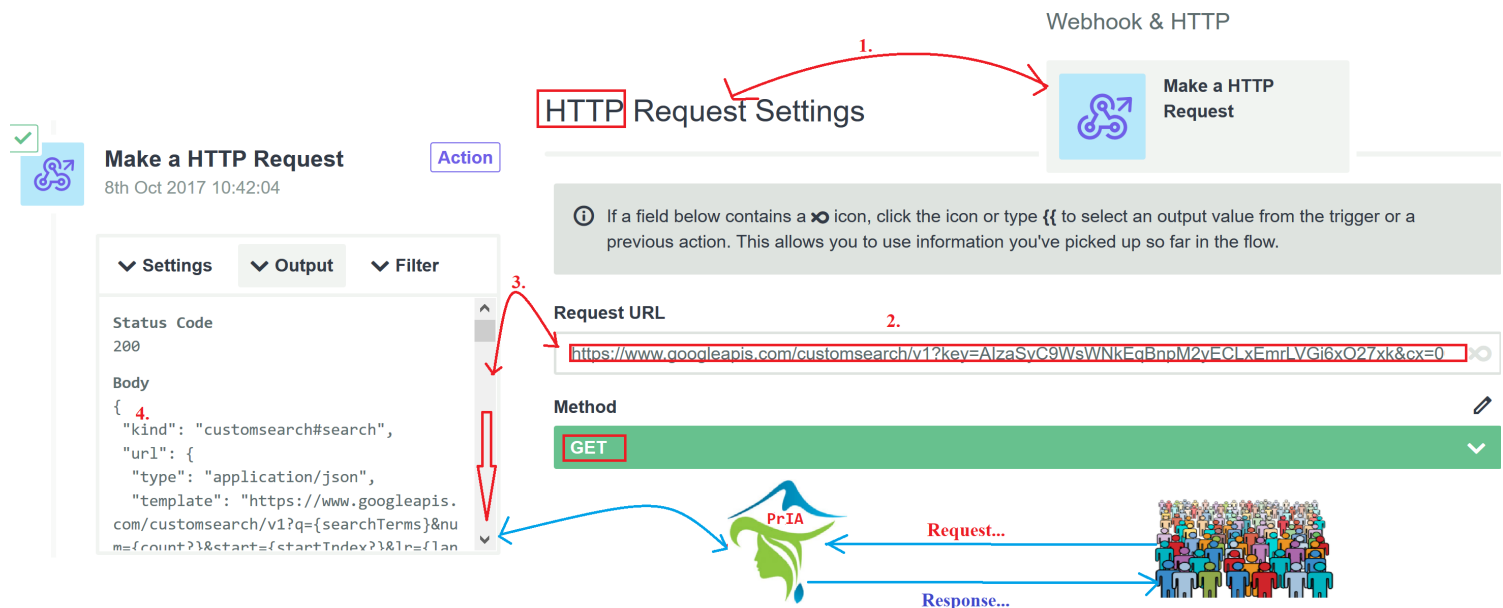 Webhook & HTTP
1.
Make a HTTP
Request
HTTP Request Settings
Make a HTTP Request
Action
8th Oct 2017 10:42:04
If a field below contains a icon, click the icon or type {{ to select an output value from the trigger or a
previous action. This allows you to use information you've picked up so far in the flow.
Settings
Output
Filter
3.
Request URL
2.
https://www.googleapis.com/customsearch/v1?key=AIzaSyC9WsWNkEqBnpM2yECLxEmrLVGi6xO27xk&cx=0
Status Code
200
Body
{
4.
"kind": "customsearch#search",
"url": {
"type": "application/json",
"template": "https://www.googleapis.
com/customsearch/v1?q={searchTerms}&nu
m={count?}&start={startIndex?}&lr={lan
Method
GET
PrIA
Request...
Response...